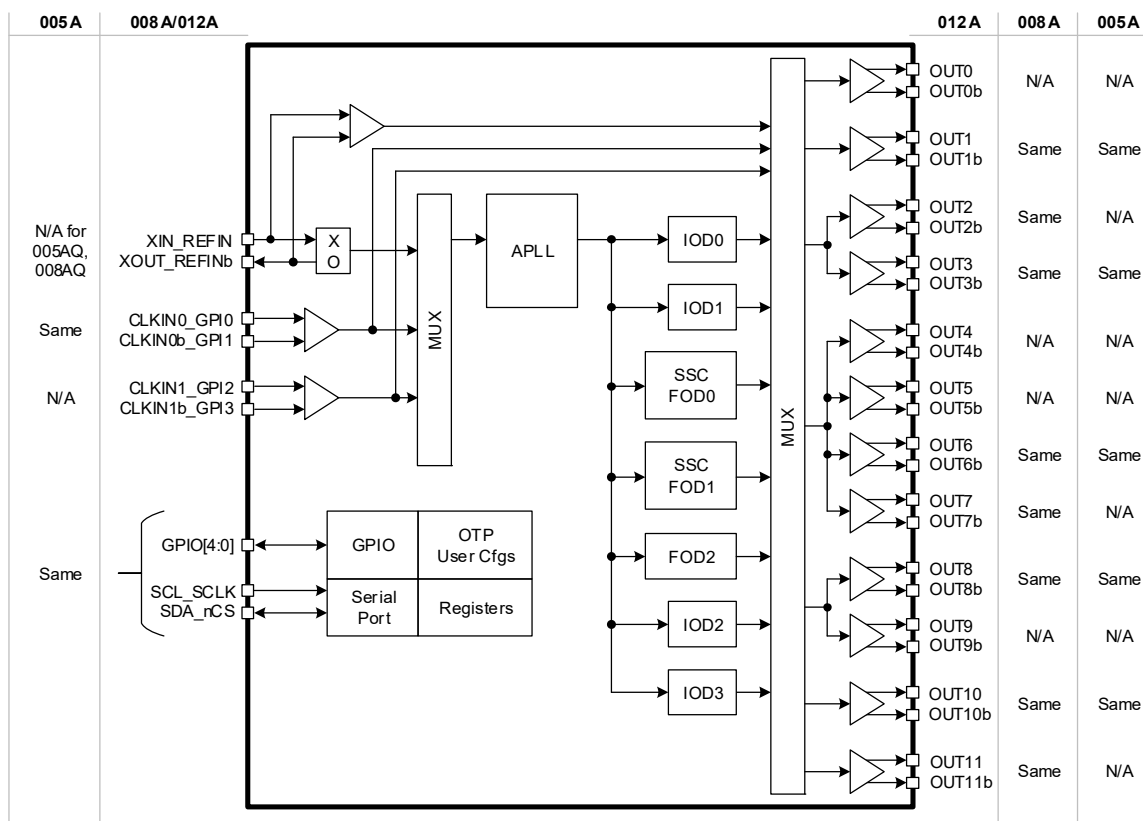 005A 008A/012A 012A 008A 005A
OUT0 N/A N/A
OUT0b
OUT1 Same Same
OUT1b
OUT2 Same N/A
OUT2b
OUT3 Same Same
OUT3b
OUT4 N/A N/A
OUT4b
OUT5 N/A N/A
OUT5b
OUT6 Same Same
OUT6b
OUT7 Same N/A
OUT7b
OUT8 Same Same
OUT8b
OUT9 N/A N/A
OUT9b
OUT10 Same Same
OUT10b
OUT11 Same N/A
OUT11b
N/A for
005AQ,
008AQ
XIN_REFIN
XOUT_REFINb
X
O
Same
CLKIN0_GPI0
CLKIN0b_GPI1
N/A
CLKIN1_GPI2
CLKIN1b_GPI3
MUX
APLL
IOD0
IOD1
SSC
FOD0
SSC
FOD1
FOD2
IOD2
IOD3
MUX
Same
GPIO[4:0]
SCL_SCLK
SDA_nCS
GPIO
OTP
User Cfgs
Serial
Port
Registers